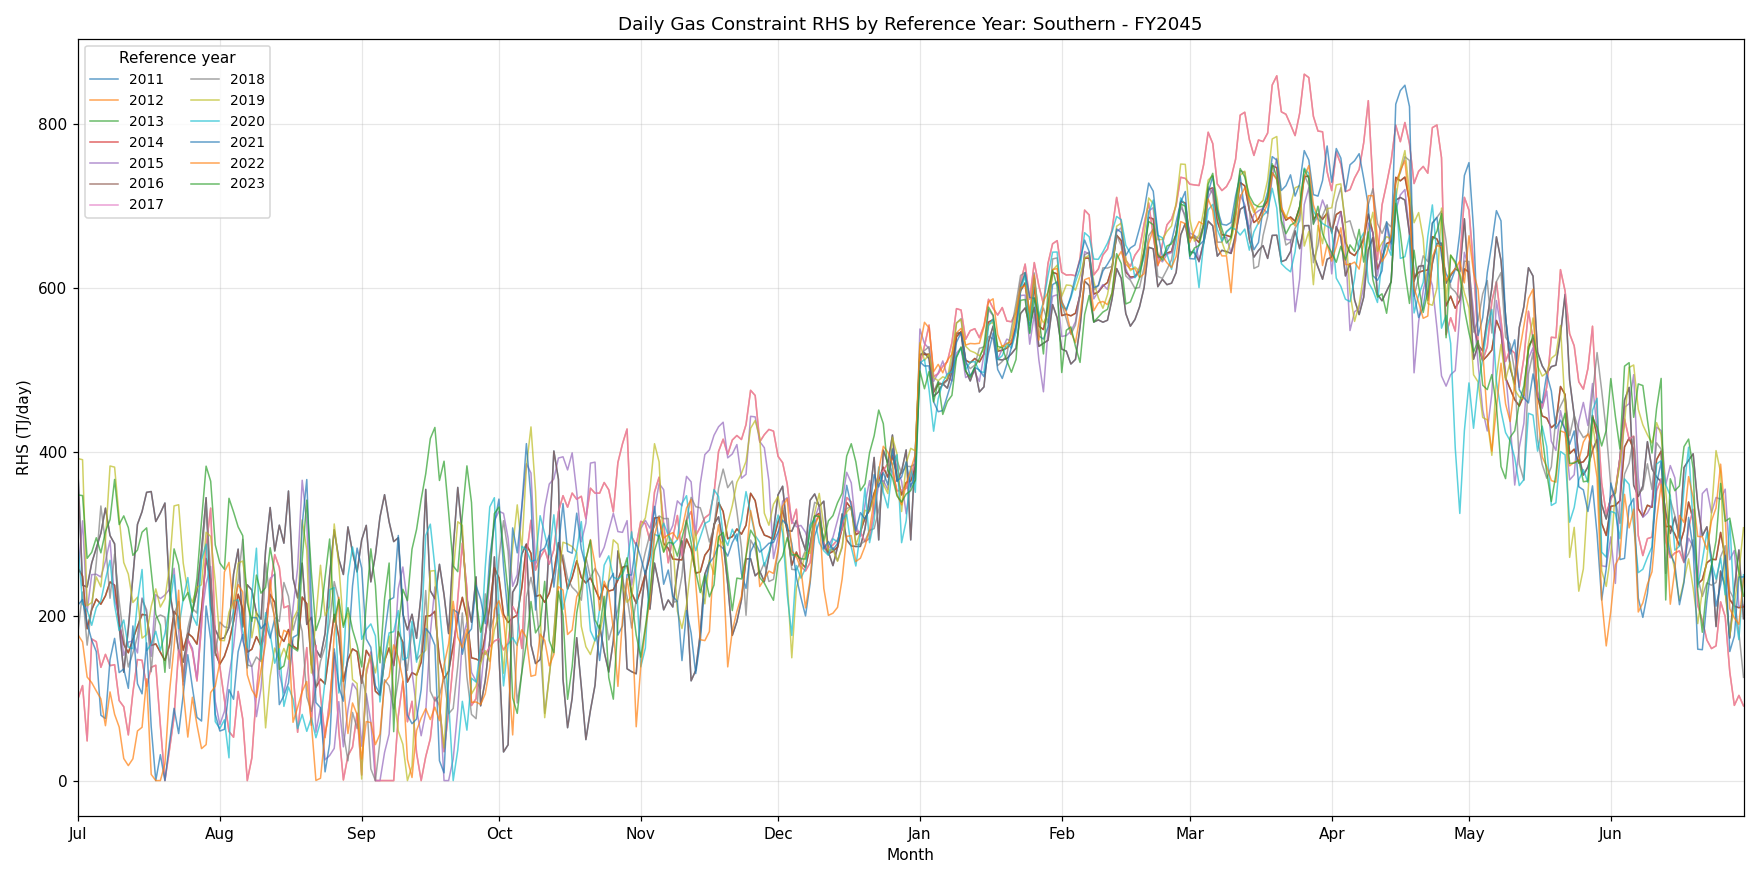 Daily Gas Constraint RHS by Reference Year: Southern - FY2045
Reference year
2011 2018
2012 2019
2013 2020
2014 2021
2015 2022
2016 2023
2017
RHS (TJ/day)
800
600
400
200
0
Jul Aug Sep Oct Nov Dec Jan Feb Mar Apr May Jun
Month